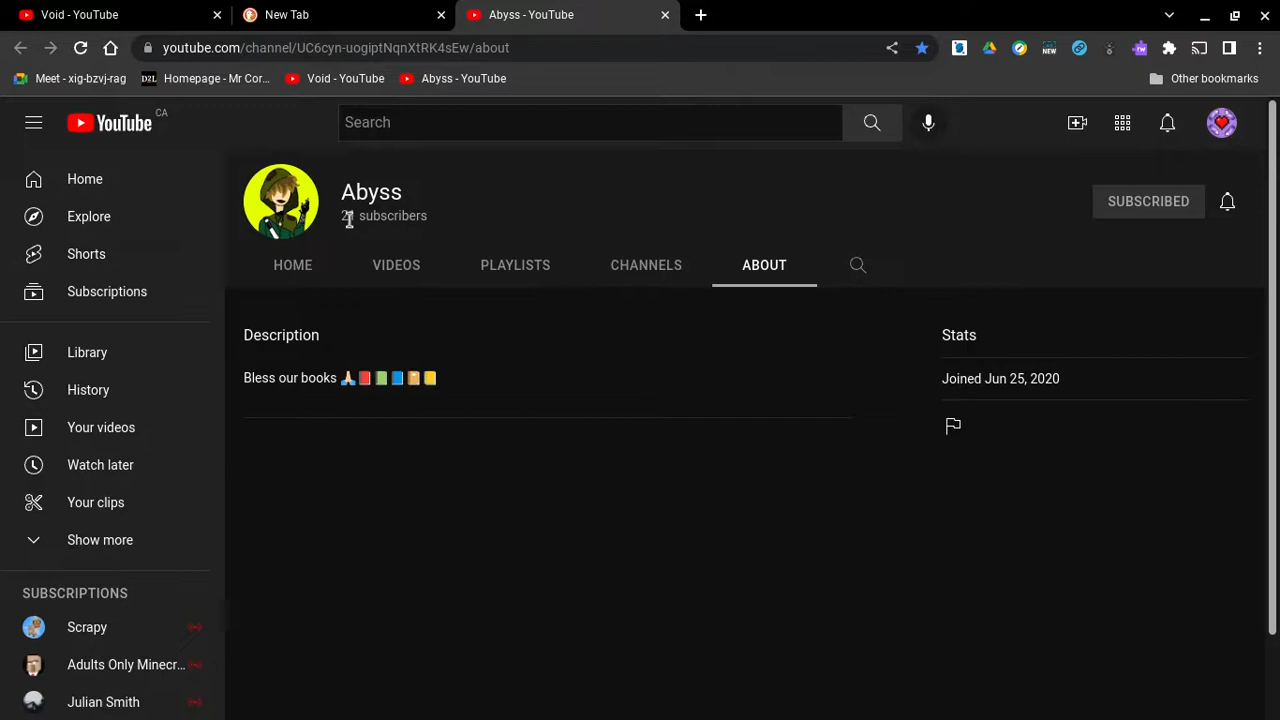 Void - YouTube
New Tab
Abyss - YouTube
youtube.com/channel/UC6cyn-uogiptNqnXtRK4sEw/about
NEW
rw
Meet - xig-bzvj-rag
D2L
Homepage - Mr Cor...
Void - YouTube
Abyss - YouTube
Other bookmarks
YouTube
CA
Search
Home
Explore
Shorts
Subscriptions
Library
History
Your videos
Watch later
Your clips
Show more
SUBSCRIPTIONS
Scrapy
Adults Only Minecr...
Julian Smith
Abyss
subscribers
SUBSCRIBED
HOME
VIDEOS
PLAYLISTS
CHANNELS
ABOUT
Description
Bless our books 🙏🏼📕📗📘📔📒
Stats
Joined Jun 25, 2020